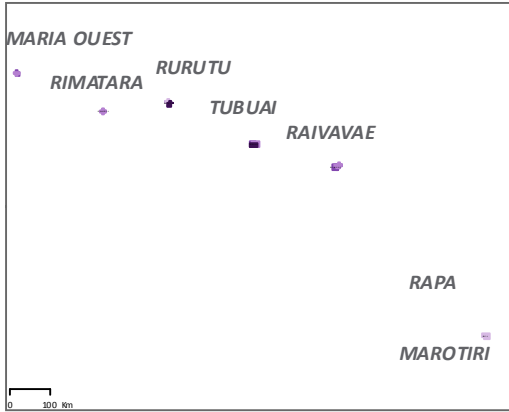 MARIA OUEST
RURUTU
RIMATARA
TUBUAI
RAIVAVAE
RAPA
MAROTIRI
0 100 Km